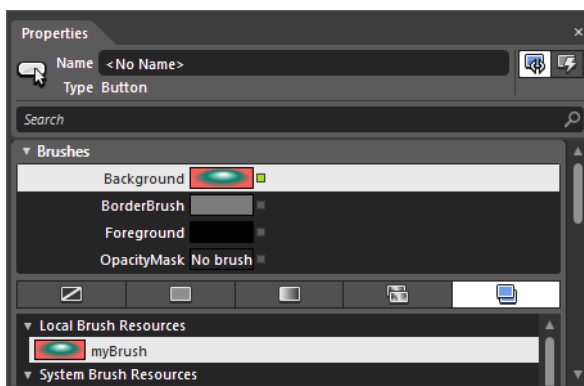 Properties
Name <No Name>
Type Button
Search
Brushes
Background
BorderBrush
Foreground
OpacityMask No brush
Local Brush Resources
myBrush
System Brush Resources